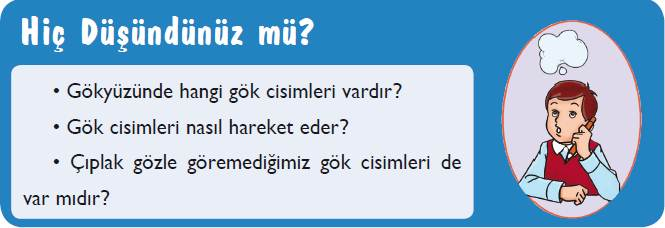 Hiç Düşündünüz mü?
• Gökyüzünde hangi gök cisimleri vardır?
• Gök cisimleri nasıl hareket eder?
• Çıplak gözle göremediğimiz gök cisimleri de
var mıdır?